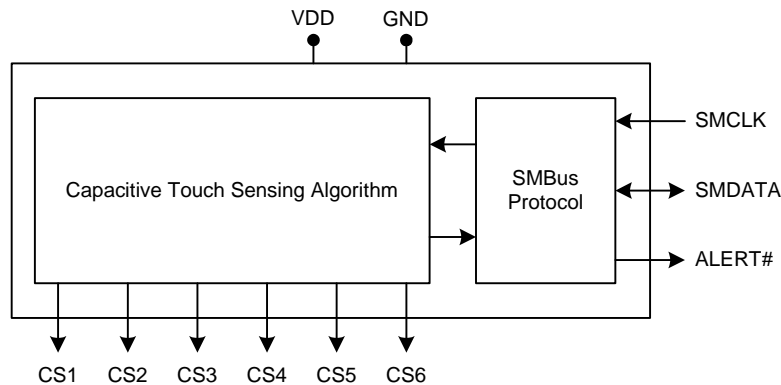 VDD GND
Capacitive Touch Sensing Algorithm
SMBus
Protocol
SMCLK
SMDATA
ALERT#
CS1 CS2 CS3 CS4 CS5 CS6